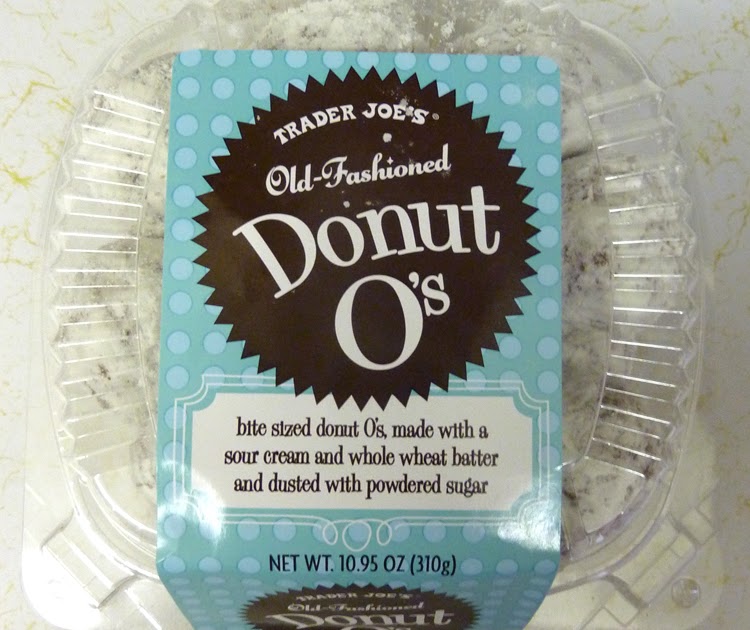 TRADER JOE'S®
Old-Fashioned
Donut
O's
bite sized donut O's, made with a
sour cream and whole wheat batter
and dusted with powdered sugar
NET WT. 10.95 OZ (310g)
TRADER JOE'S
Old-Fashioned
Donut
O's